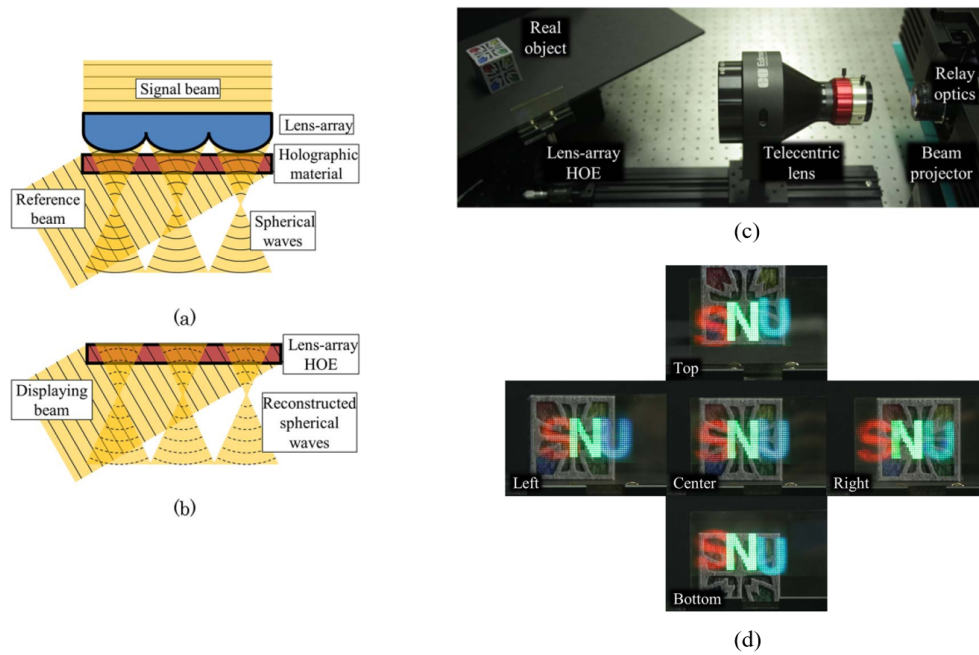 Signal beam
Lens-array
Holographic
material
Reference
beam
Spherical
waves
(a)
Lens-array
HOE
Displaying
beam
Reconstructed
spherical
waves
(b)
Real
object
Lens-array
HOE
Telecentric
lens
Relay
optics
Beam
projector
(c)
SNU
Top
SNU
Left
SNU
Center
SNU
Right
SNU
Bottom
(d)